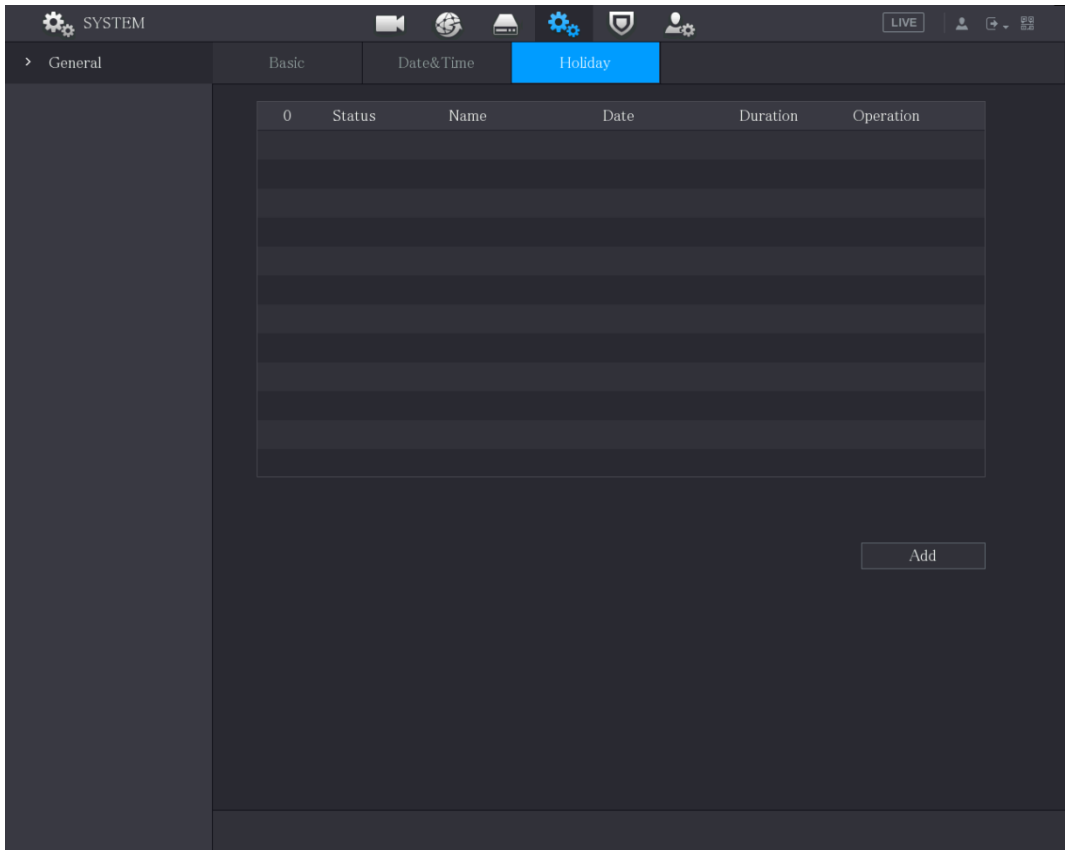 SYSTEM LIVE
General Basic Date&Time Holiday
0 Status Name Date Duration Operation
Add